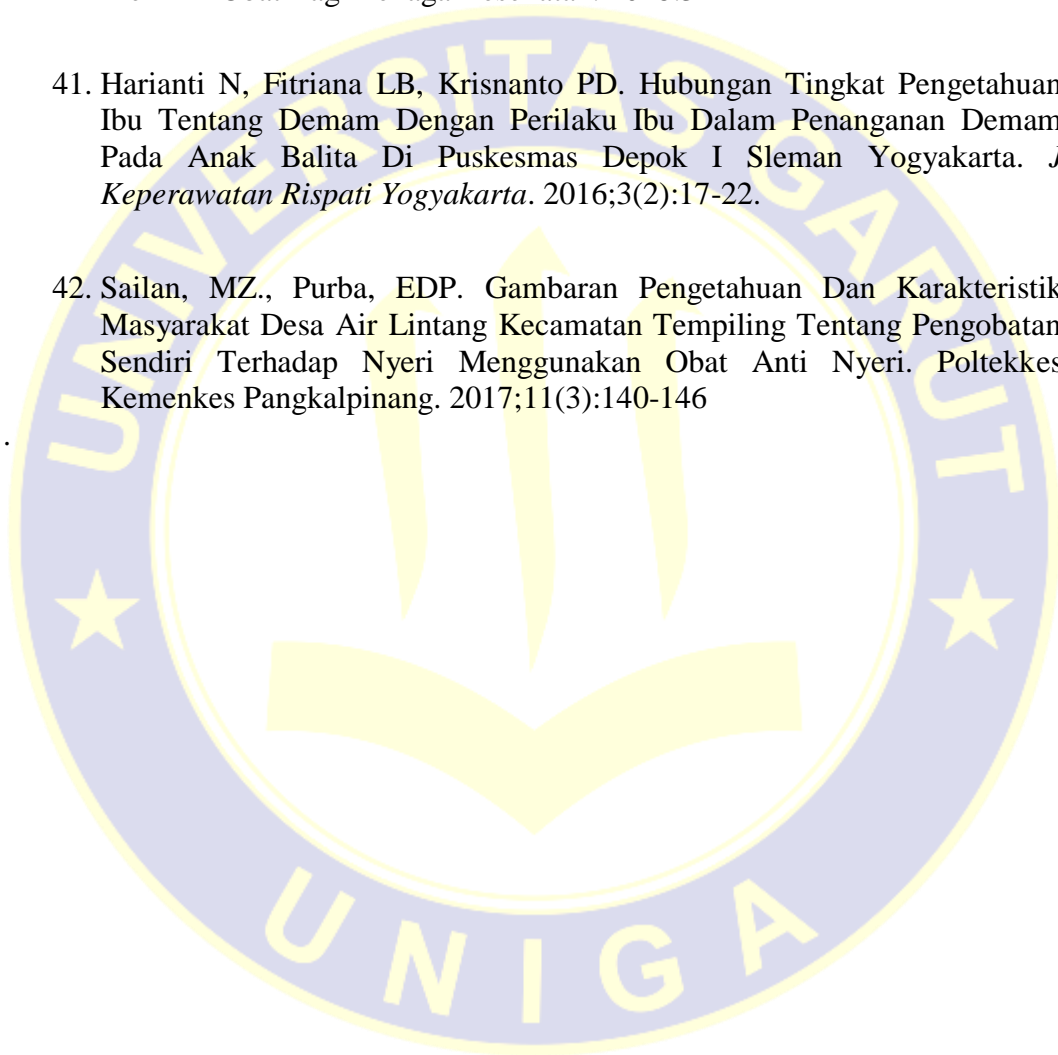 41. Harianti N, Fitriana LB, Krisnanto PD. Hubungan Tingkat Pengetahuan
Ibu Tentang Demam Dengan Perilaku Ibu Dalam Penanganan Demam
Pada Anak Balita Di Puskesmas Depok I Sleman Yogyakarta. J
Keperawatan Rispati Yogyakarta. 2016;3(2):17-22.
42. Sailan, MZ., Purba, EDP. Gambaran Pengetahuan Dan Karakteristik
Masyarakat Desa Air Lintang Kecamatan Tempiling Tentang Pengobatan
Sendiri Terhadap Nyeri Menggunakan Obat Anti Nyeri. Poltekkes
Kemenkes Pangkalpinang. 2017;11(3):140-146
.
UNIVERSITAS GARUT
UNIGA